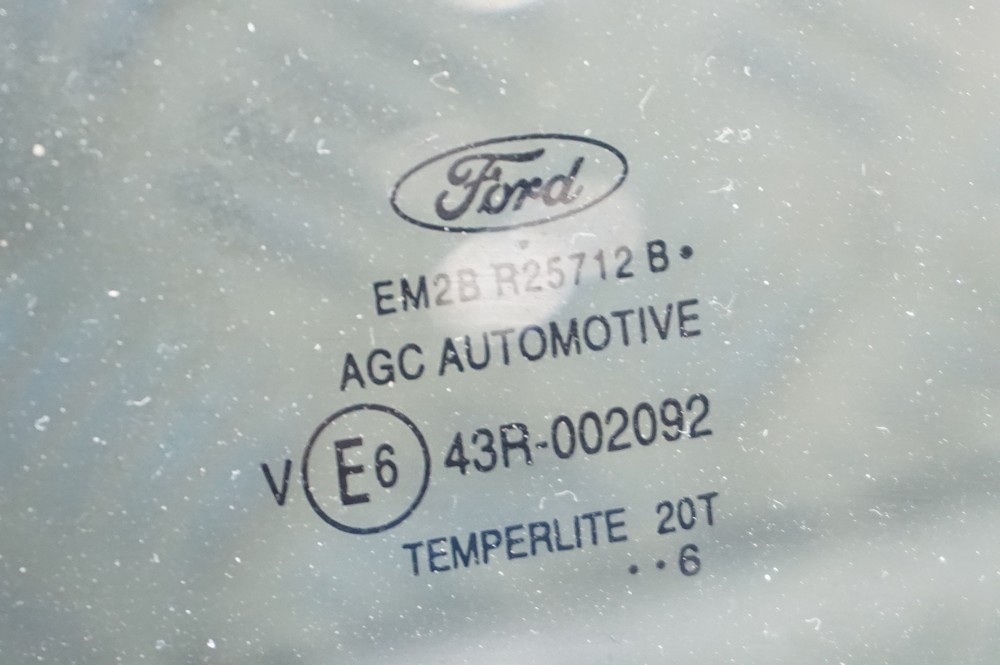 Ford
EM2B R25712 B•
AGC AUTOMOTIVE
V E6 43R-002092
TEMPERLITE 20T
••6